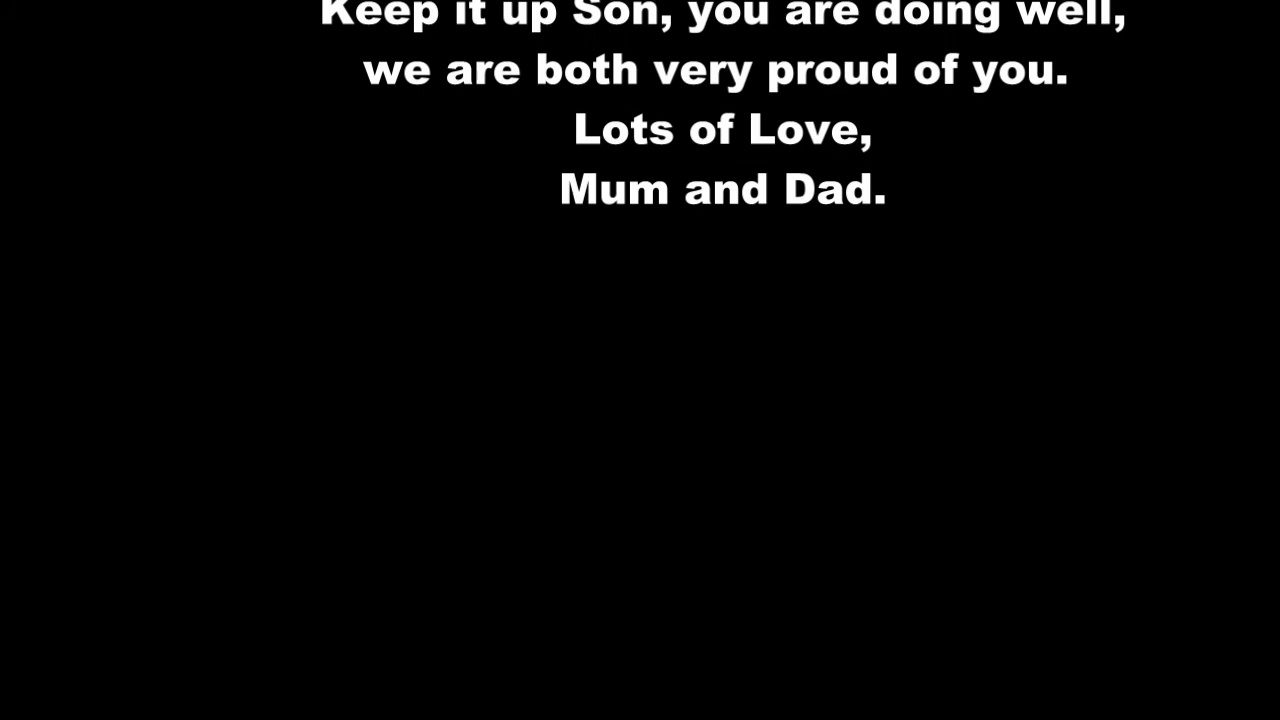 Keep it up Son, you are doing well,
we are both very proud of you.
Lots of Love,
Mum and Dad.